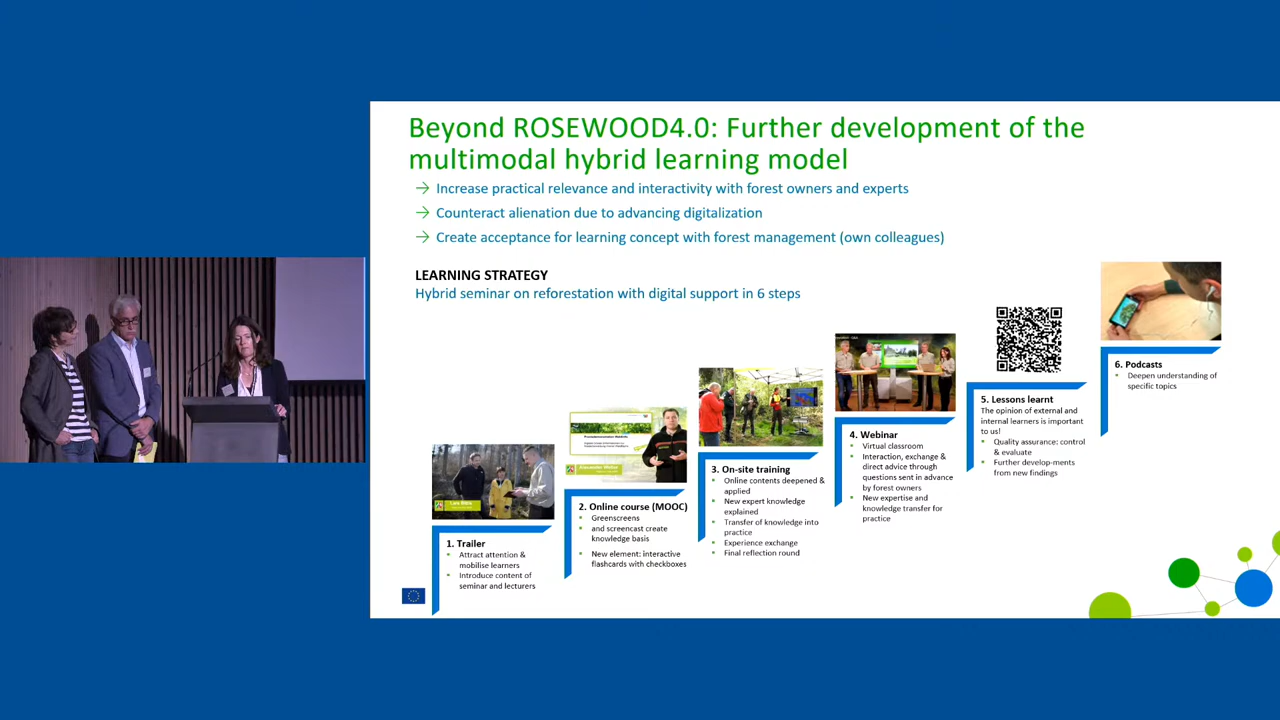 Beyond ROSEWOOD4.0: Further development of the
multimodal hybrid learning model
→ Increase practical relevance and interactivity with forest owners and experts
→ Counteract alienation due to advancing digitalization
→ Create acceptance for learning concept with forest management (own colleagues)
LEARNING STRATEGY
Hybrid seminar on reforestation with digital support in 6 steps
1. Trailer
▪ Attract attention &
mobilise learners
▪ Introduce content of
seminar and lecturers
2. Online course (MOOC)
▪ Greenscreens
▪ and screencast create
knowledge basis
▪ New element: interactive
flashcards with checkboxes
3. On-site training
▪ Online contents deepened &
applied
▪ New expert knowledge
explained
▪ Transfer of knowledge into
practice
▪ Experience exchange
▪ Final reflection round
4. Webinar
▪ Virtual classroom
▪ Interaction, exchange &
direct advice through
questions sent in advance
by forest owners
▪ New expertise and
knowledge transfer for
practice
5. Lessons learnt
The opinion of external and
internal learners is important
to us!
▪ Quality assurance: control
& evaluate
▪ Further develop-ments
from new findings
6. Podcasts
▪ Deepen understanding of
specific topics